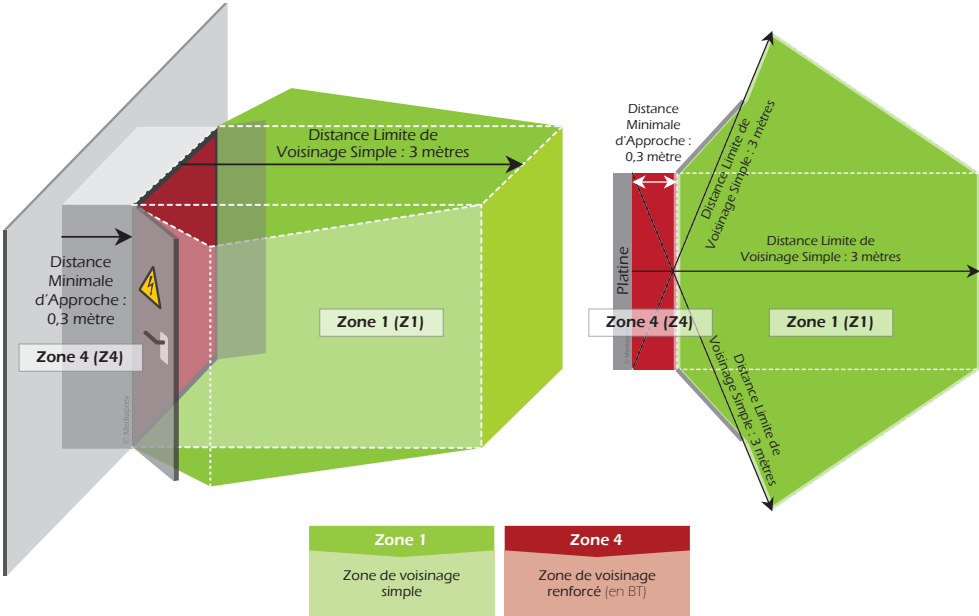 Distance Limite de
Voisinage Simple : 3 mètres
Distance
Minimale
d'Approche :
0,3 mètre
Zone 4 (Z4)
Zone 1 (Z1)
© Mediaprev
Distance
Minimale
d'Approche :
0,3 mètre
Distance Limite de
Voisinage Simple : 3 mètres
Distance Limite de
Voisinage Simple : 3 mètres
Platine
Zone 4 (Z4)
Zone 1 (Z1)
Distance Limite de
Voisinage Simple : 3 mètres
Zone 1
Zone de voisinage
simple
Zone 4
Zone de voisinage
renforcé (en BT)